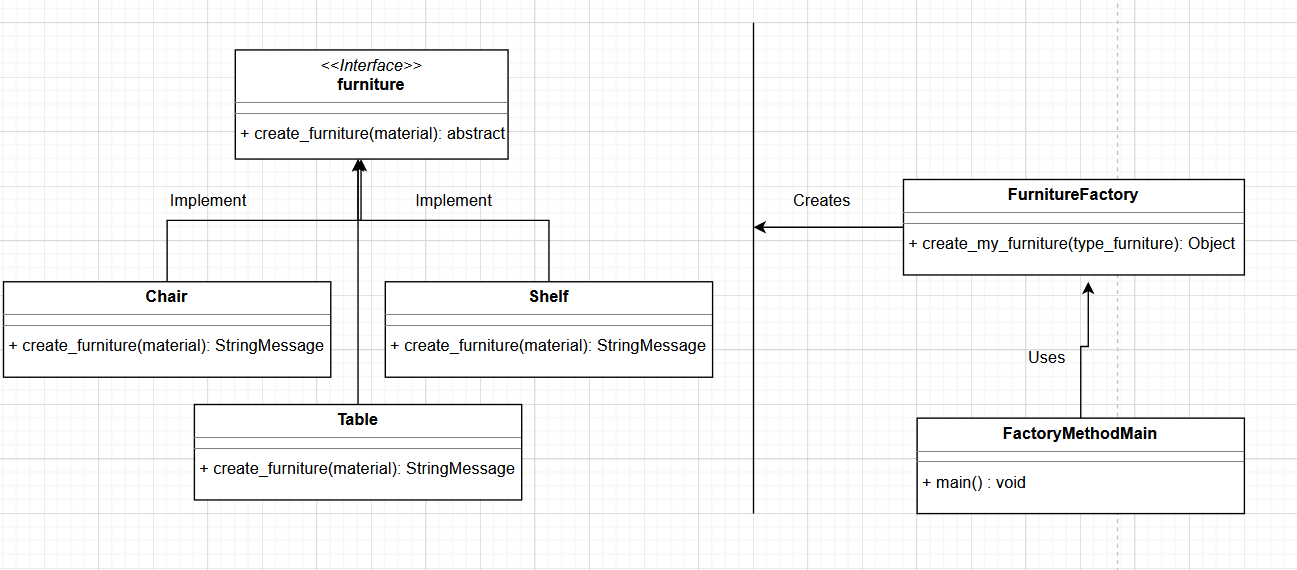 <<Interface>>
furniture
+ create_furniture(material): abstract
Implement
Implement
Chair
+ create_furniture(material): StringMessage
Shelf
+ create_furniture(material): StringMessage
Table
+ create_furniture(material): StringMessage
Creates
FurnitureFactory
+ create_my_furniture(type_furniture): Object
Uses
FactoryMethodMain
+ main() : void